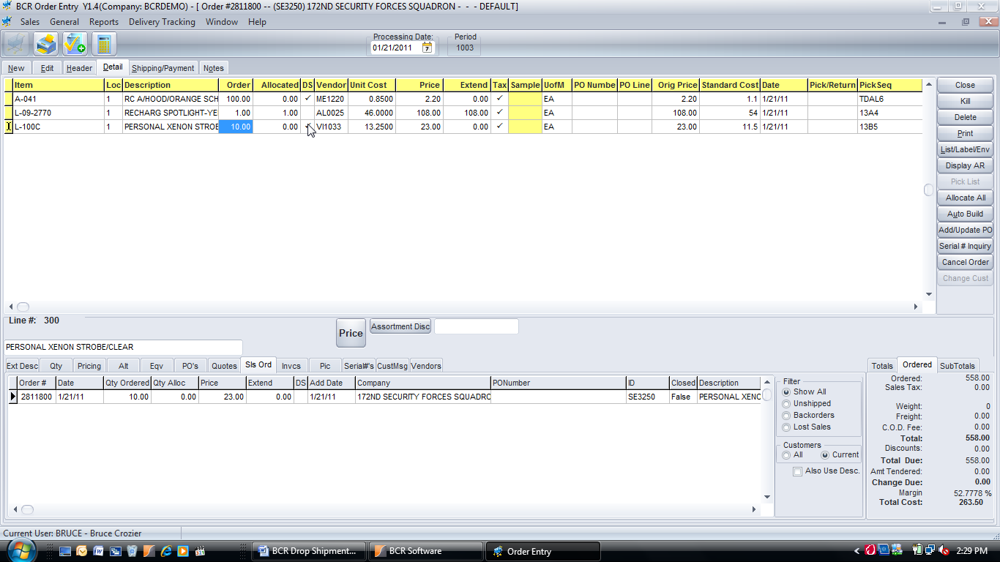 BCR Order Entry Y1.4(Company: BCRDEMO) - [ Order #2811800 -- (SE3250) 172ND SECURITY FORCES SQUADRON - - - DEFAULT]
Sales General Reports Delivery Tracking Window Help
Processing Date: Period
01/21/2011 7 1003
New Edit Header Detail Shipping/Payment Notes
Item Loc Description Order Allocated DS Vendor Unit Cost Price Extend Tax Sample UofM PO Numbe PO Line Orig Price Standard Cost Date Pick/Return PickSeq
A-041 1 RC A/HOOD/ORANGE SCH 100.00 0.00 ✓ ME1220 0.8500 2.20 0.00 ✓ EA 2.20 1.1 1/21/11 TDAL6
L-09-2770 1 RECHARG SPOTLIGHT-YE 1.00 1.00 AL0025 46.0000 108.00 108.00 ✓ EA 108.00 54 1/21/11 13A4
L-100C 1 PERSONAL XENON STROE 10.00 0.00 ✓ VI1033 13.2500 23.00 0.00 ✓ EA 23.00 11.5 1/21/11 13B5
Close
Kill
Delete
Print
List/Label/Env
Display AR
Pick List
Allocate All
Auto Build
Add/Update PO
Serial # Inquiry
Cancel Order
Change Cust
Line #: 300
Price Assortment Disc
PERSONAL XENON STROBE/CLEAR
Ext Desc Qty Pricing Alt Eqv PO's Quotes Sls Ord Invcs Pic Serial#'s CustMsg Vendors
Order # Date Qty Ordered Qty Alloc Price Extend DS Add Date Company PONumber ID Closed Description
2811800 1/21/11 10.00 0.00 23.00 0.00 1/21/11 172ND SECURITY FORCES SQUADRC SE3250 False PERSONAL XENC
Filter
Show All
Unshipped
Backorders
Lost Sales
Customers
All Current
Also Use Desc.
Totals Ordered SubTotals
Ordered: 558.00
Sales Tax: 0.00
Weight: 0
Freight: 0.00
C.O.D. Fee: 0.00
Total: 558.00
Discounts: 0.00
Total Due: 558.00
Amt Tendered: 0.00
Change Due: 0.00
Margin 52.7778 %
Total Cost: 263.50
Current User: BRUCE - Bruce Crozier
BCR Drop Shipment... BCR Software Order Entry 2:29 PM